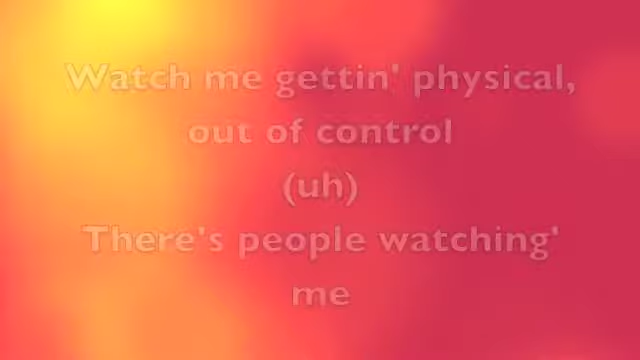 Watch me gettin' physical,
out of control
(uh)
There's people watching'
me